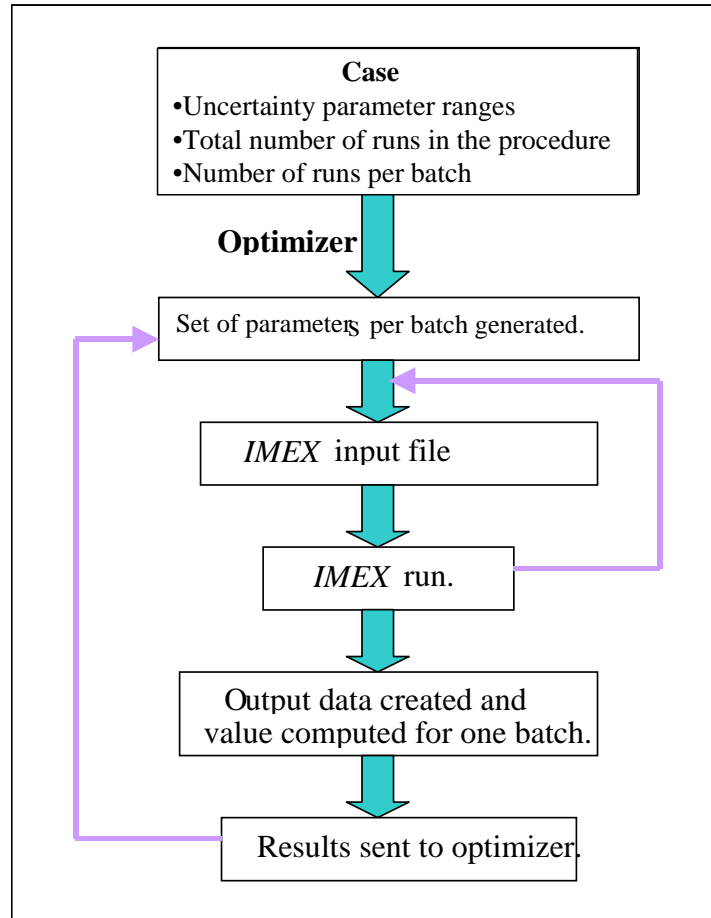 Case
•Uncertainty parameter ranges
•Total number of runs in the procedure
•Number of runs per batch
Optimizer
Set of parameters per batch generated.
IMEX input file
IMEX run.
Output data created and
value computed for one batch.
Results sent to optimizer.